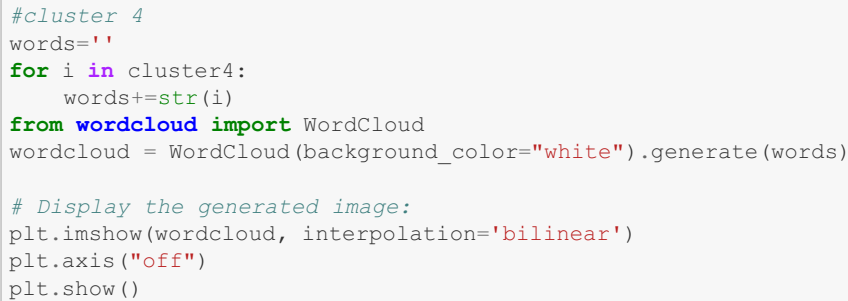 #cluster 4
words=''
for i in cluster4:
    words+=str(i)
from wordcloud import WordCloud
wordcloud = WordCloud(background_color="white").generate(words)

# Display the generated image:
plt.imshow(wordcloud, interpolation='bilinear')
plt.axis("off")
plt.show()